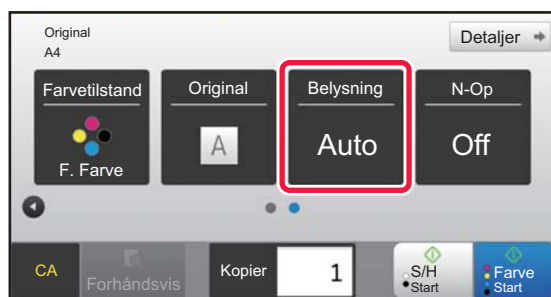 Original
A4
Detaljer
Farvetilstand
Original
Belysning
N-Op
A
Auto
Off
F. Farve
CA
Forhåndsvis
Kopier
1
S/H
Start
Farve
Start